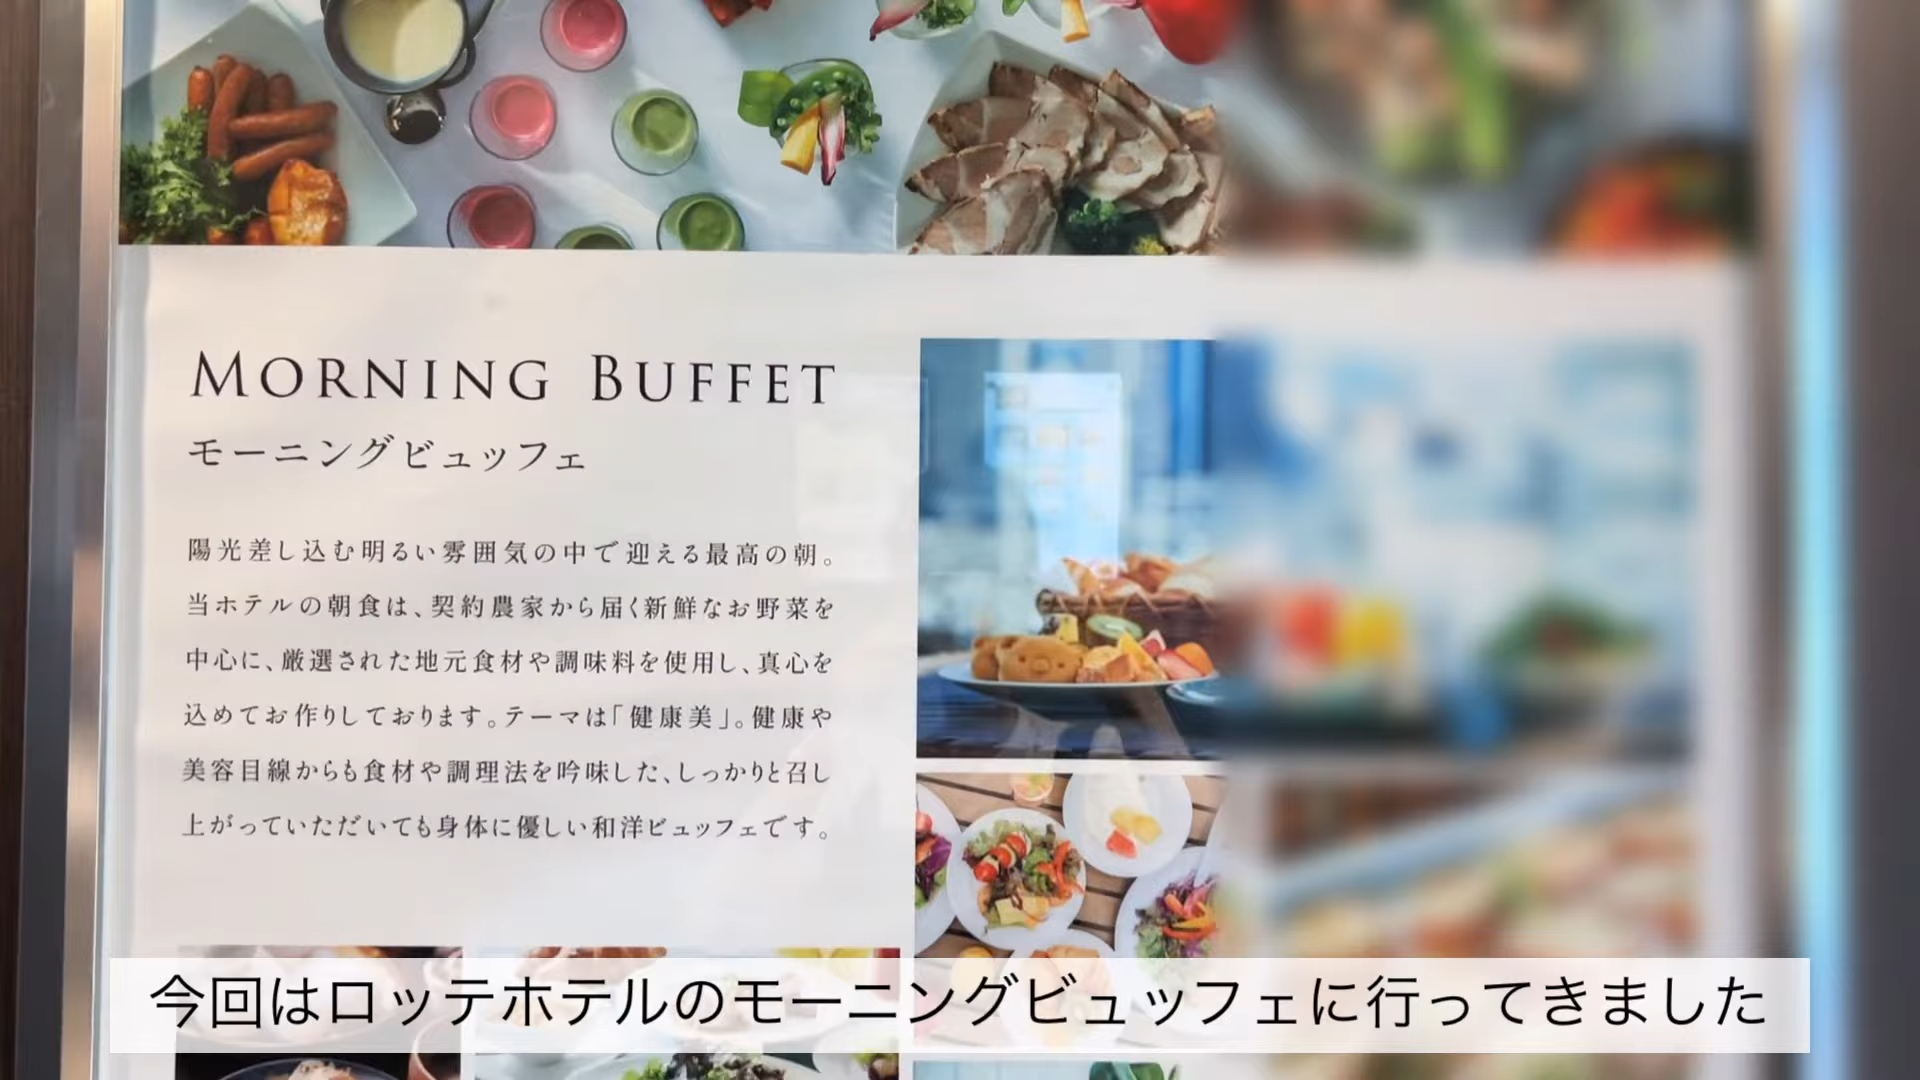 MORNING BUFFET
モーニングビュッフェ
陽光差し込む明るい雰囲気の中で迎える最高の朝。
当ホテルの朝食は、契約農家から届く新鮮なお野菜を
中心に、厳選された地元食材や調味料を使用し、真心を
込めてお作りしております。テーマは「健康美」。健康や
美容目線からも食材や調理法を吟味した、しっかりと召し
上がっていただいても身体に優しい和洋ビュッフェです。
今回はロッテホテルのモーニングビュッフェに行ってきました